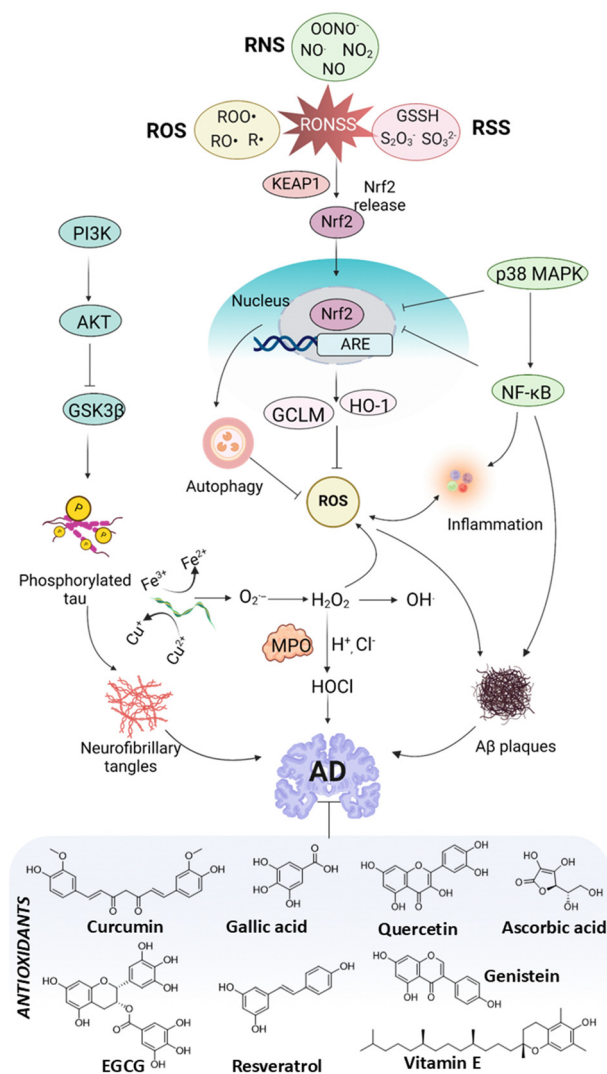 RNS
OONO⁻
NO· NO₂
NO
ROS
ROO•
RO• R•
RONSS
GSSH
S₂O₃⁻ SO₃²⁻
RSS
KEAP1
Nrf2
release
Nrf2
PI3K
AKT
GSK3β
p38 MAPK
NF-κB
Nucleus
Nrf2
ARE
GCLM
HO-1
Autophagy
ROS
Inflammation
P
P
P
P
Phosphorylated
tau
Fe³⁺
Fe²⁺
Cu⁺
Cu²⁺
O₂·–
H₂O₂
OH·
MPO
H⁺, Cl⁻
HOCl
Neurofibrillary
tangles
Aβ plaques
AD
ANTIOXIDANTS
Curcumin
Gallic acid
Quercetin
Ascorbic acid
EGCG
Resveratrol
Genistein
Vitamin E